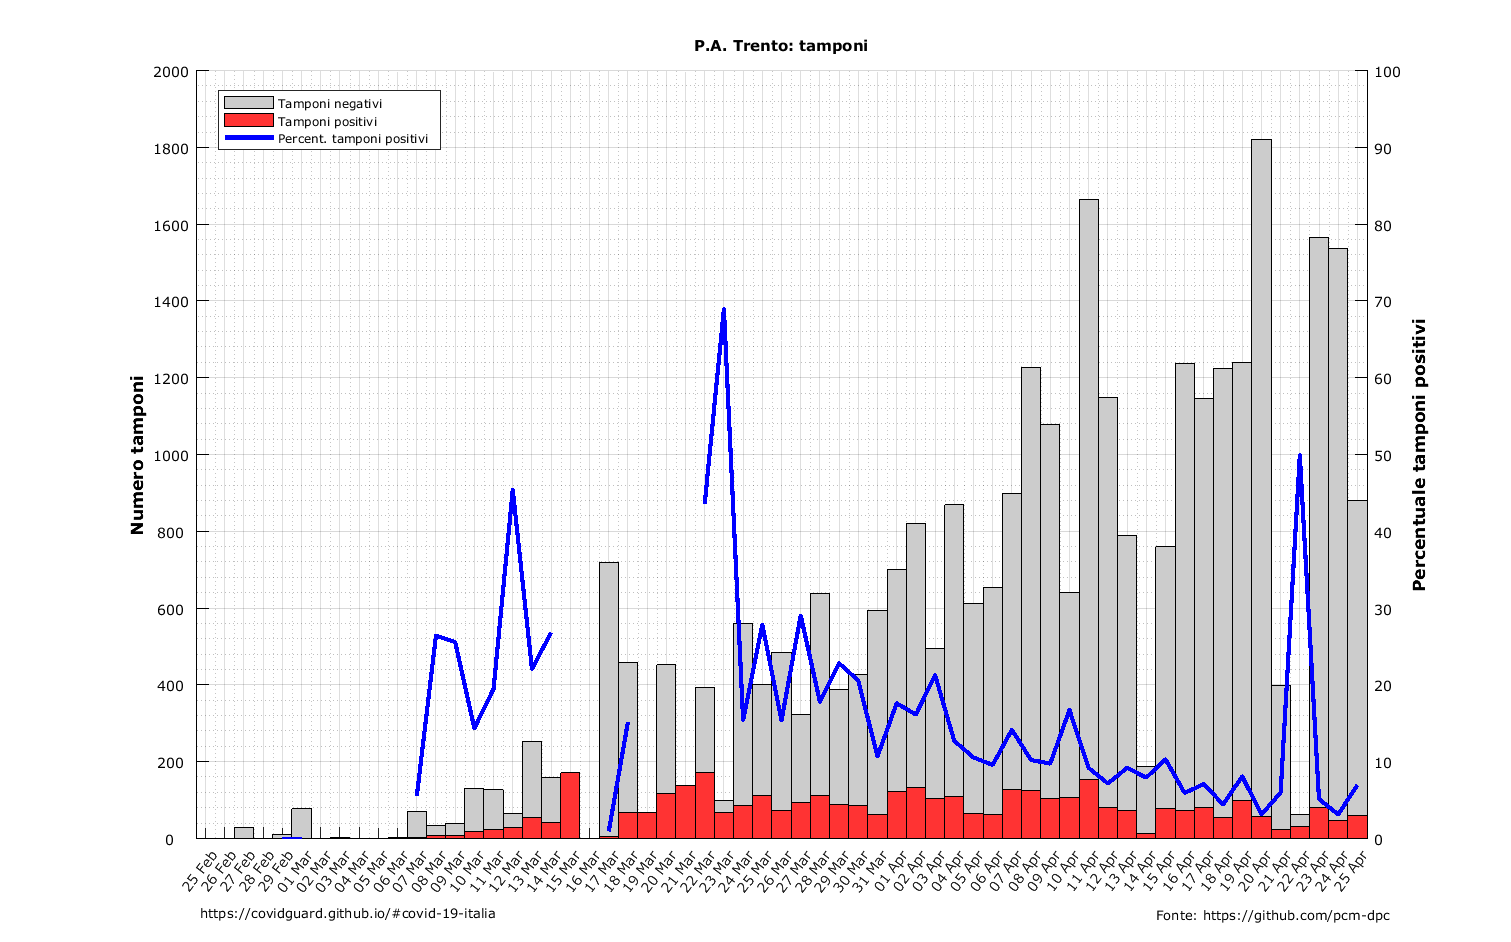 P.A. Trento: tamponi
2000
1800
1600
1400
1200
1000
800
600
400
200
0
100
90
80
70
60
50
40
30
20
10
0
Tamponi negativi
Tamponi positivi
Percent. tamponi positivi
Numero tamponi
Percentuale tamponi positivi
25 Feb
26 Feb
27 Feb
28 Feb
29 Feb
01 Mar
02 Mar
03 Mar
04 Mar
05 Mar
06 Mar
07 Mar
08 Mar
09 Mar
10 Mar
11 Mar
12 Mar
13 Mar
14 Mar
15 Mar
16 Mar
17 Mar
18 Mar
19 Mar
20 Mar
21 Mar
22 Mar
23 Mar
24 Mar
25 Mar
26 Mar
27 Mar
28 Mar
29 Mar
30 Mar
31 Mar
01 Apr
02 Apr
03 Apr
04 Apr
05 Apr
06 Apr
07 Apr
08 Apr
09 Apr
10 Apr
11 Apr
12 Apr
13 Apr
14 Apr
15 Apr
16 Apr
17 Apr
18 Apr
19 Apr
20 Apr
21 Apr
22 Apr
23 Apr
24 Apr
25 Apr
https://covidguard.github.io/#covid-19-italia
Fonte: https://github.com/pcm-dpc